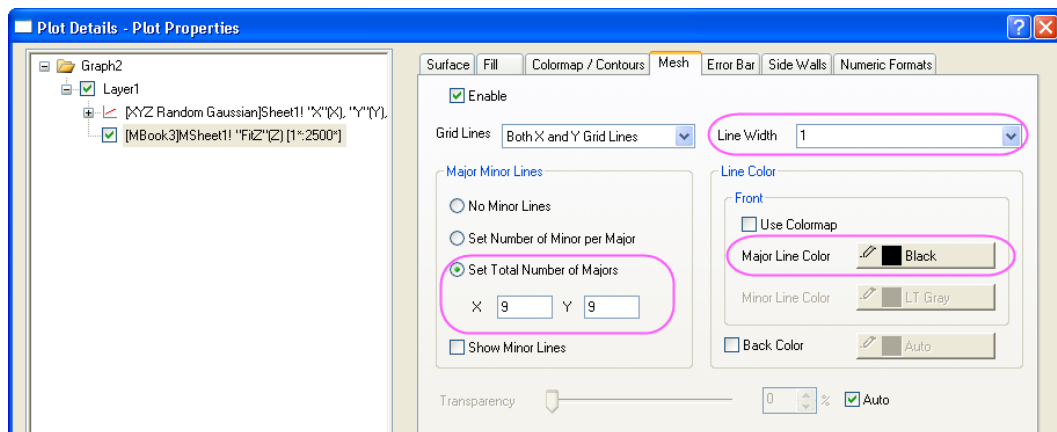 Plot Details - Plot Properties
Graph2
Layer1
[XYZ Random Gaussian]Sheet1! "X"(X), "Y"(Y),
[MBook3]MSheet1! "FitZ"(Z) [1*:2500*]
Surface Fill Colormap / Contours Mesh Error Bar Side Walls Numeric Formats
Enable
Grid Lines Both X and Y Grid Lines Line Width 1
Major Minor Lines
No Minor Lines
Set Number of Minor per Major
Set Total Number of Majors
X 9 Y 9
Show Minor Lines
Line Color
Front
Use Colormap
Major Line Color Black
Minor Line Color LT Gray
Back Color Auto
Transparency 0 % Auto